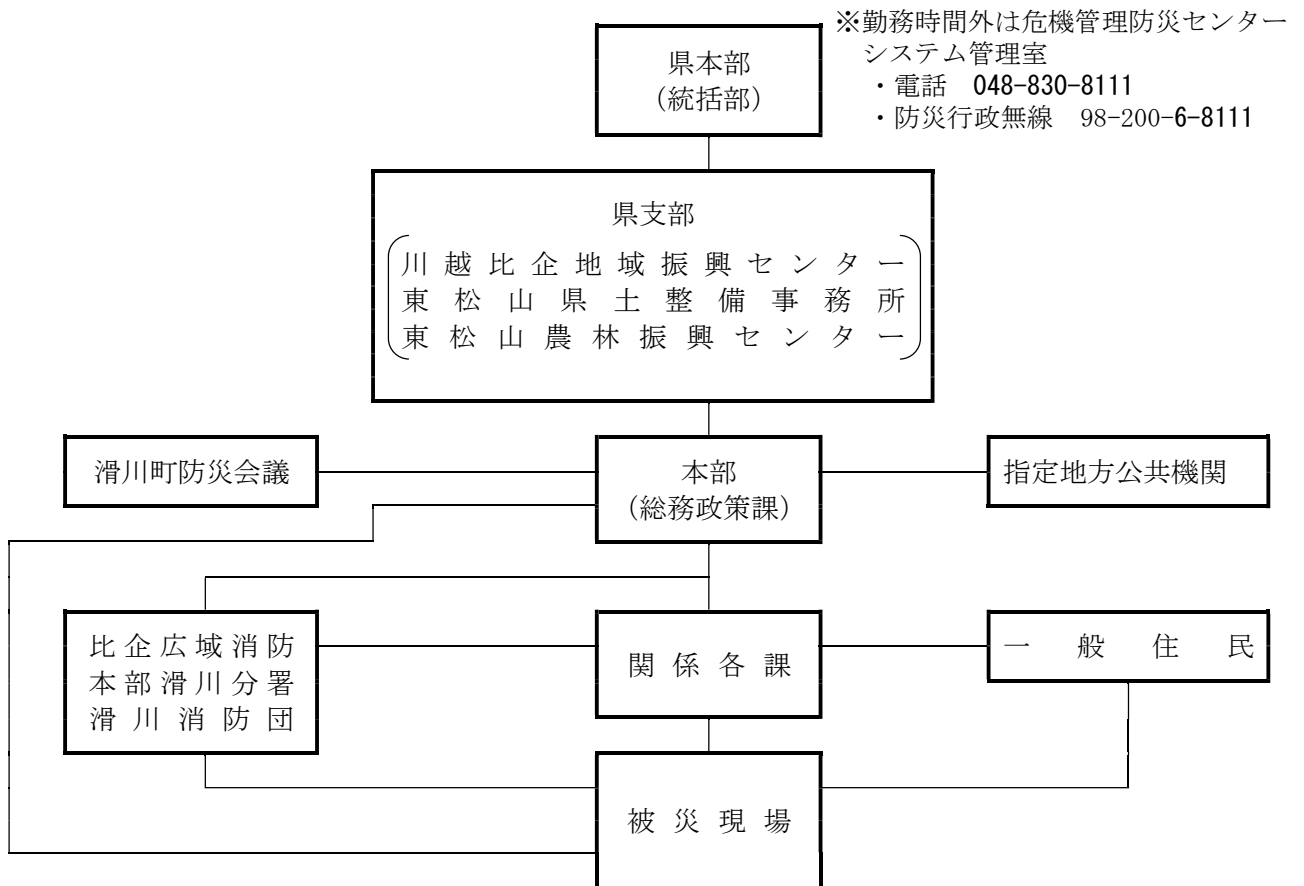 ※勤務時間外は危機管理防災センター
システム管理室
・電話　048-830-8111
・防災行政無線　98-200-6-8111
県本部
（統括部）
県支部
川越比企地域振興センター
東松山県土整備事務所
東松山農林振興センター
滑川町防災会議
本部
（総務政策課）
指定地方公共機関
比企広域消防
本部滑川分署
滑川消防団
関係各課
一般住民
被災現場